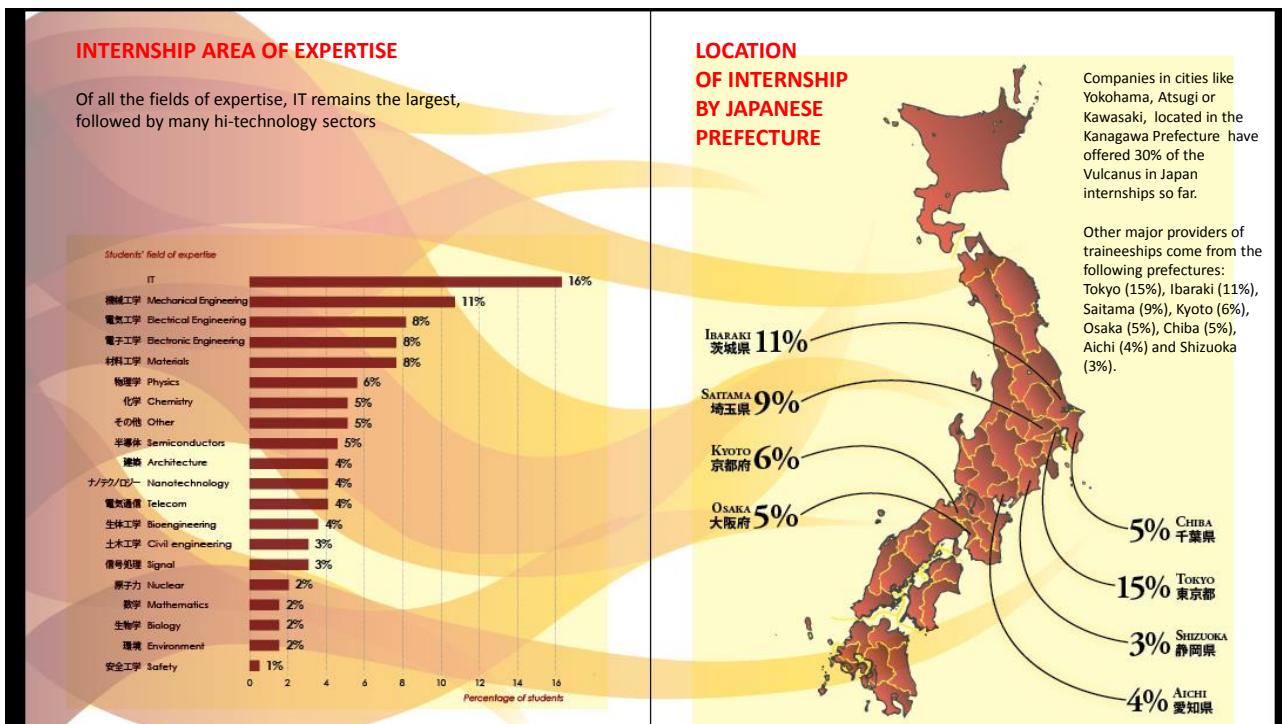 INTERNSHIP AREA OF EXPERTISE
Of all the fields of expertise, IT remains the largest,
followed by many hi-technology sectors
Students' field of expertise
IT 16%
機械工学 Mechanical Engineering 11%
電気工学 Electrical Engineering 8%
電子工学 Electronic Engineering 8%
材料工学 Materials 8%
物理学 Physics 6%
化学 Chemistry 5%
その他 Other 5%
半導体 Semiconductors 5%
建築 Architecture 4%
ナノテクノロジー Nanotechnology 4%
電気通信 Telecom 4%
生体工学 Bioengineering 4%
土木工学 Civil engineering 3%
信号処理 Signal 3%
原子力 Nuclear 2%
数学 Mathematics 2%
生物学 Biology 2%
環境 Environment 2%
安全工学 Safety 1%
0 2 4 6 8 10 12 14 16
Percentage of students
LOCATION
OF INTERNSHIP
BY JAPANESE
PREFECTURE
Companies in cities like
Yokohama, Atsugi or
Kawasaki, located in the
Kanagawa Prefecture have
offered 30% of the
Vulcanus in Japan
internships so far.
Other major providers of
traineeships come from the
following prefectures:
Tokyo (15%), Ibaraki (11%),
Saitama (9%), Kyoto (6%),
Osaka (5%), Chiba (5%),
Aichi (4%) and Shizuoka
(3%).
IBARAKI
茨城県 11%
SAITAMA
埼玉県 9%
KYOTO
京都府 6%
OSAKA
大阪府 5%
5% CHIBA
千葉県
15% TOKYO
東京都
3% SHIZUOKA
静岡県
4% AICHI
愛知県